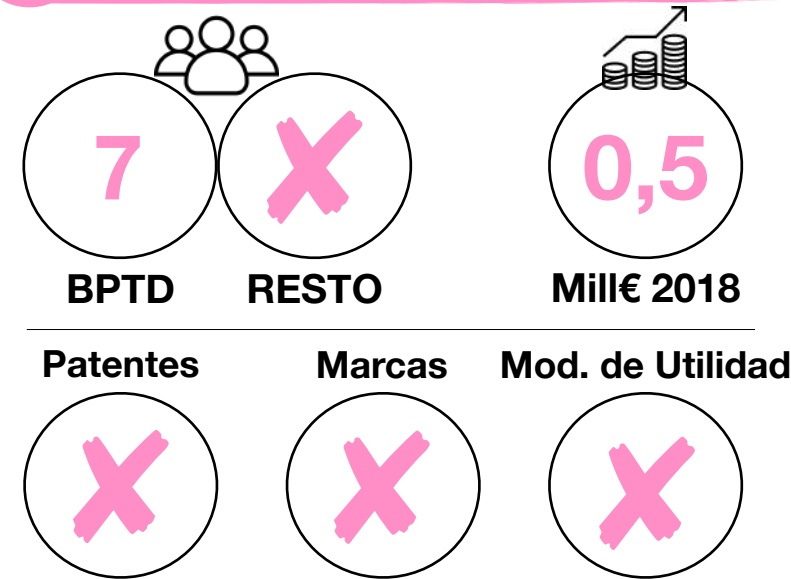 7
0,5
BPTD
RESTO
Mill€ 2018
Patentes
Marcas
Mod. de Utilidad